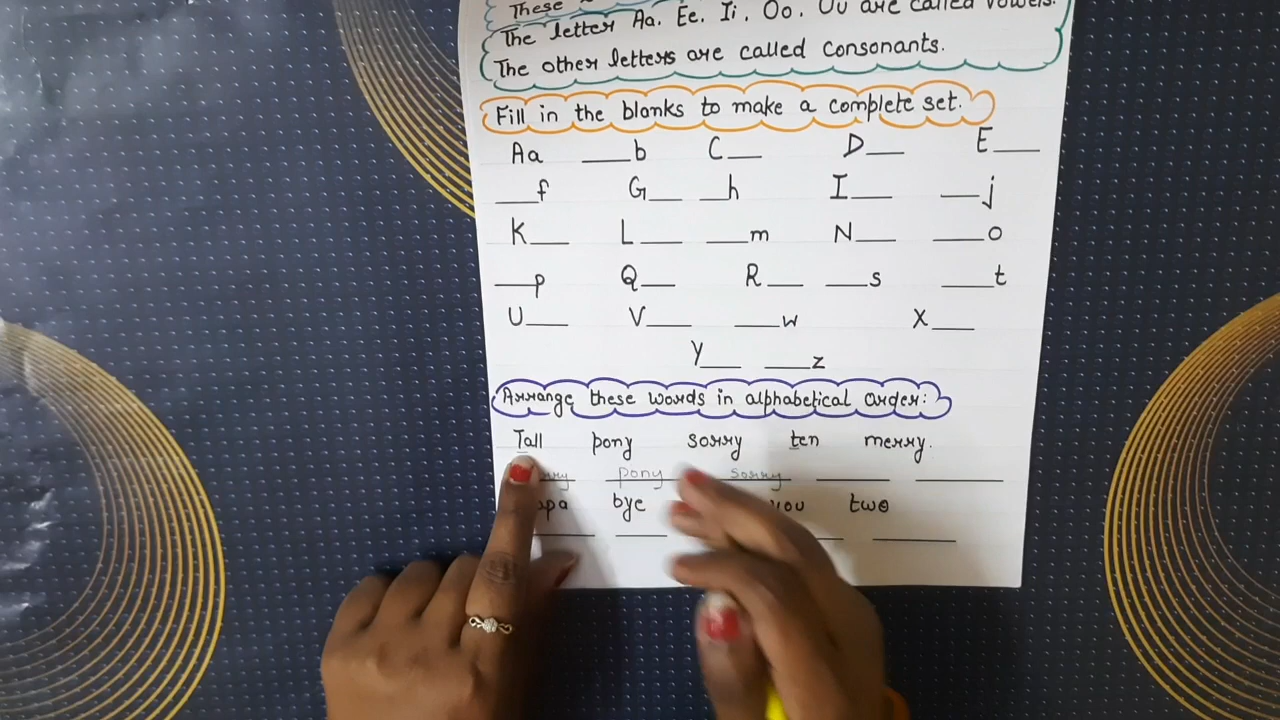 These
The letter Aa. Ee. Ii. Oo. Uu are called vowels.
The other letters are called consonants.
Fill in the blanks to make a complete set.
Aa ___b C___ D___ E___
___f G___ ___h I___ ___j
K___ L___ ___m N___ ___o
___p Q___ R___ ___s ___t
U___ V___ ___w X___
Y___ ___z
Arrange these words in alphabetical order:
Tall pony sorry ten merry.
pony sorry ___ ___
bye two